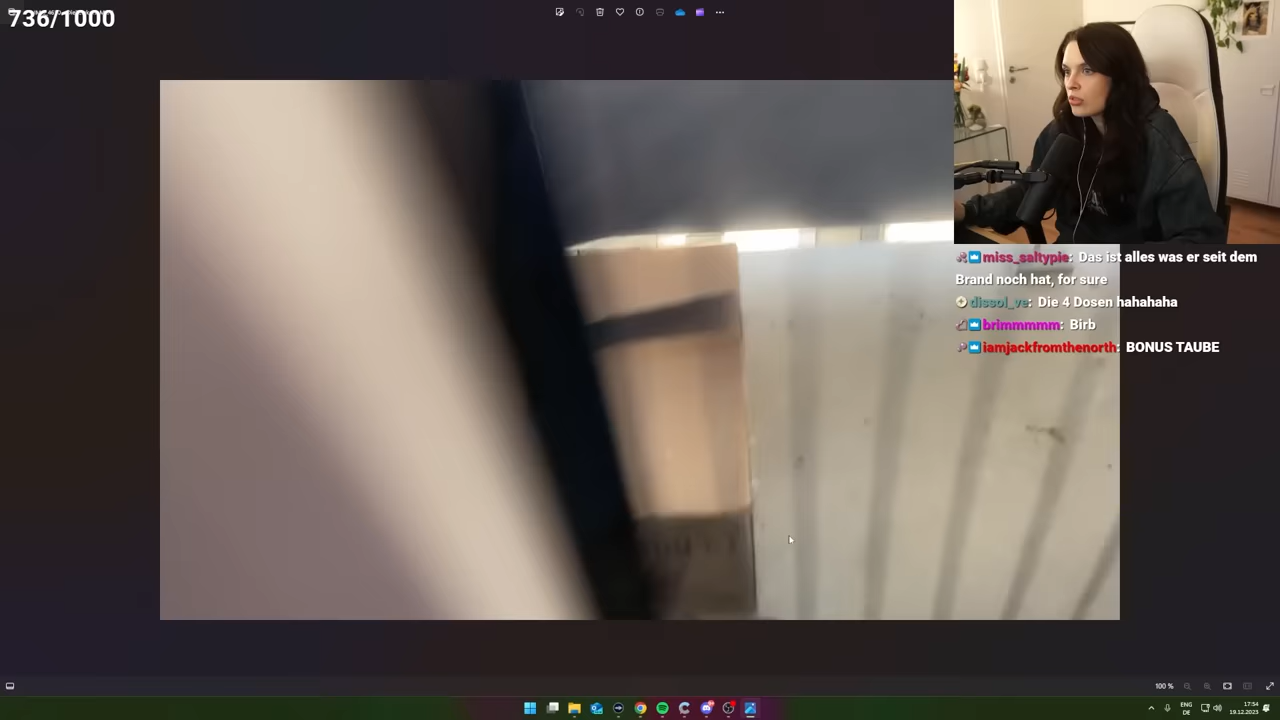 736/1000
miss_saltypie: Das ist alles was er seit dem
Brand noch hat, for sure
dissol_ve: Die 4 Dosen hahahaha
brimmmmm: Birb
iamjackfromthenorth: BONUS TAUBE
100 %
ENG
DE
17:54
19.12.2023